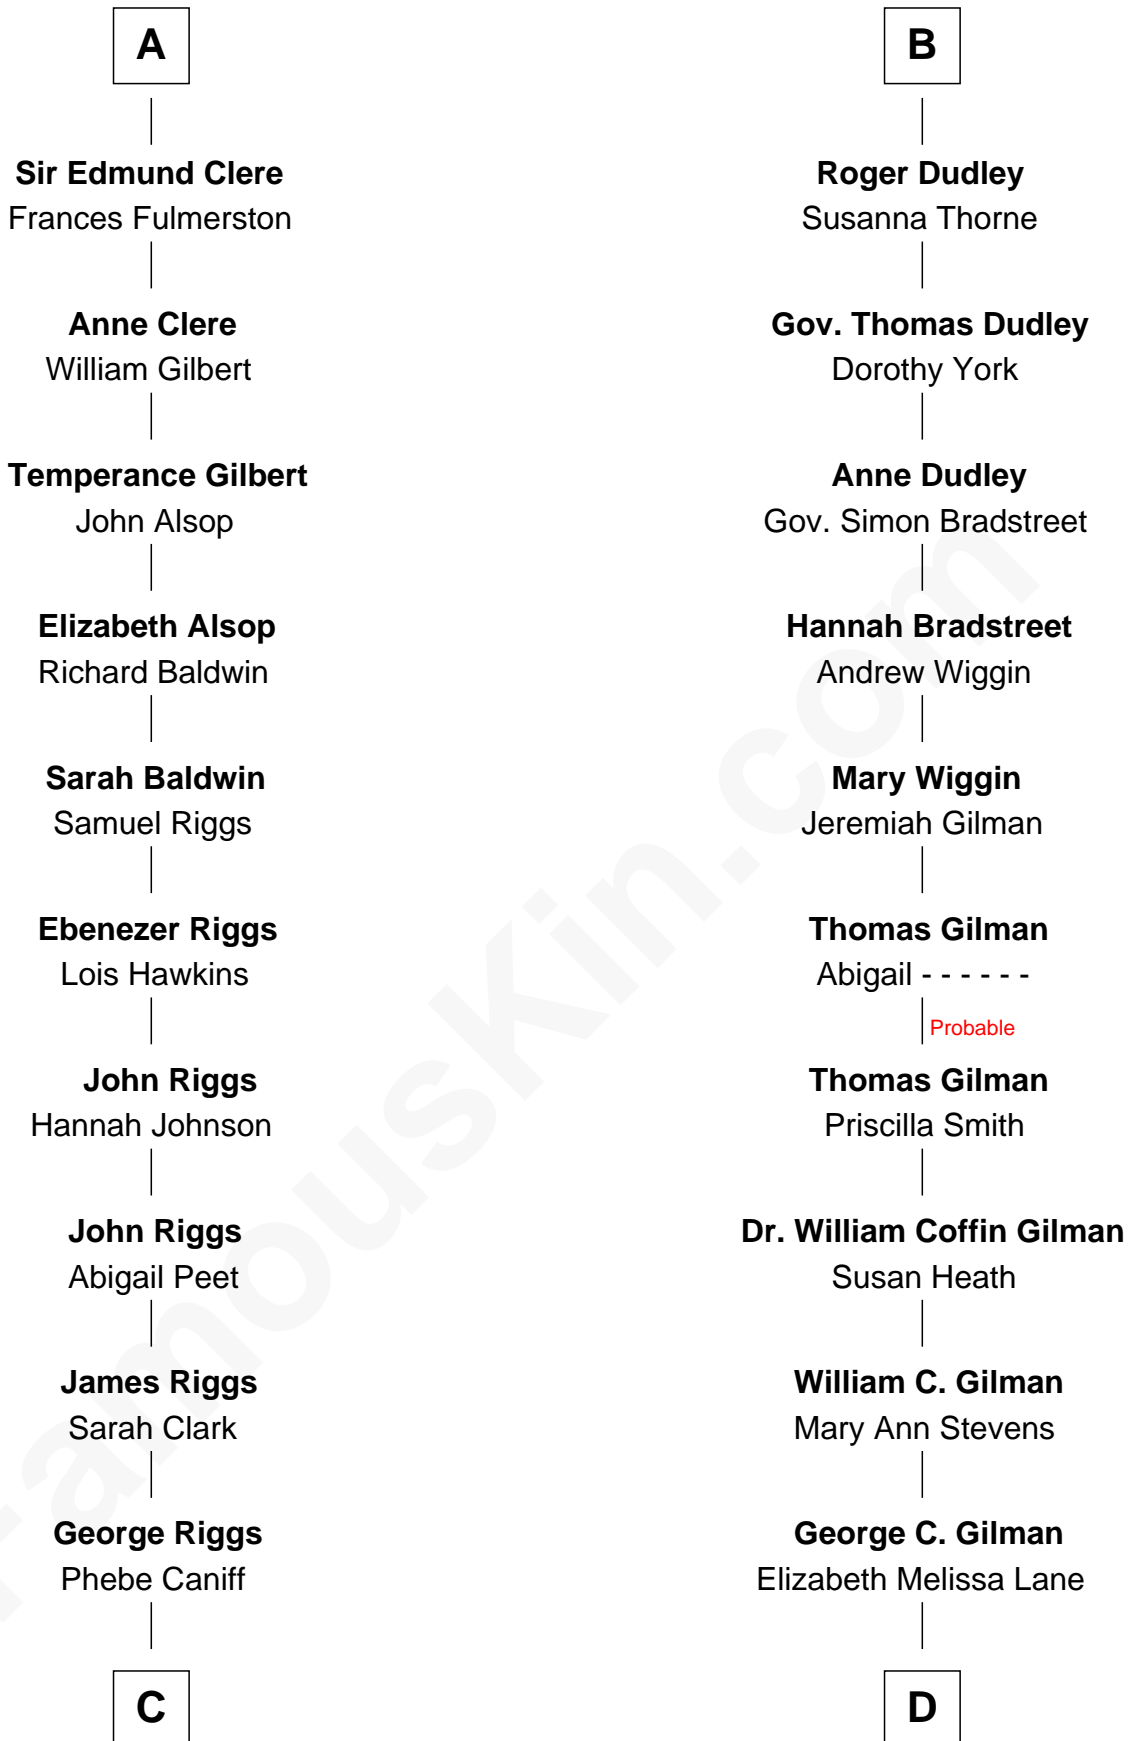 A
Sir Edmund Clere
Frances Fulmerston
Anne Clere
William Gilbert
Temperance Gilbert
John Alsop
Elizabeth Alsop
Richard Baldwin
Sarah Baldwin
Samuel Riggs
Ebenezer Riggs
Lois Hawkins
John Riggs
Hannah Johnson
John Riggs
Abigail Peet
James Riggs
Sarah Clark
George Riggs
Phebe Caniff
C
B
Roger Dudley
Susanna Thorne
Gov. Thomas Dudley
Dorothy York
Anne Dudley
Gov. Simon Bradstreet
Hannah Bradstreet
Andrew Wiggin
Mary Wiggin
Jeremiah Gilman
Thomas Gilman
Abigail - - - - - -
Probable
Thomas Gilman
Priscilla Smith
Dr. William Coffin Gilman
Susan Heath
William C. Gilman
Mary Ann Stevens
George C. Gilman
Elizabeth Melissa Lane
D
FamousKin.com